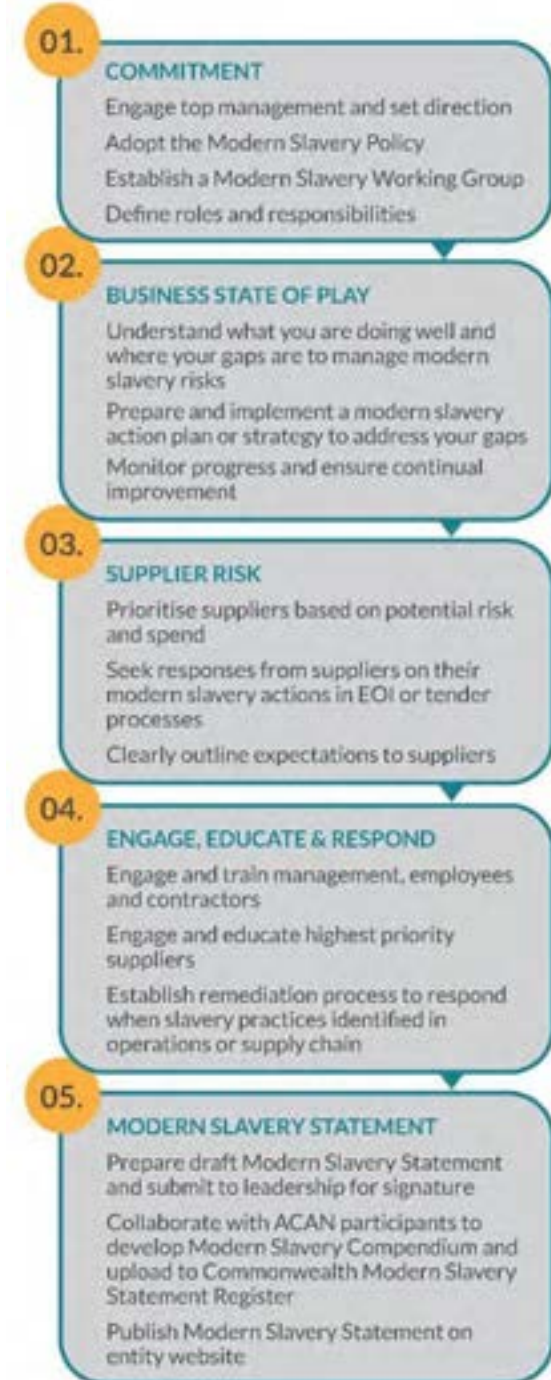 01.
COMMITMENT
Engage top management and set direction
Adopt the Modern Slavery Policy
Establish a Modern Slavery Working Group
Define roles and responsibilities
02.
BUSINESS STATE OF PLAY
Understand what you are doing well and
where your gaps are to manage modern
slavery risks
Prepare and implement a modern slavery
action plan or strategy to address your gaps
Monitor progress and ensure continual
improvement
03.
SUPPLIER RISK
Prioritise suppliers based on potential risk
and spend
Seek responses from suppliers on their
modern slavery actions in EOI or tender
processes
Clearly outline expectations to suppliers
04.
ENGAGE, EDUCATE & RESPOND
Engage and train management, employees
and contractors
Engage and educate highest priority
suppliers
Establish remediation process to respond
when slavery practices identified in
operations or supply chain
05.
MODERN SLAVERY STATEMENT
Prepare draft Modern Slavery Statement
and submit to leadership for signature
Collaborate with ACAN participants to
develop Modern Slavery Compendium and
upload to Commonwealth Modern Slavery
Statement Register
Publish Modern Slavery Statement on
entity website